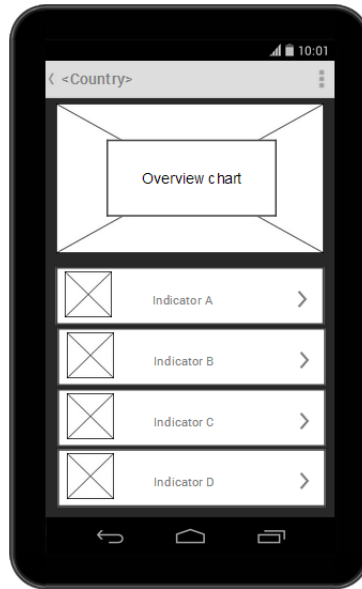 10:01
<Country>
Overview chart
Indicator A
Indicator B
Indicator C
Indicator D